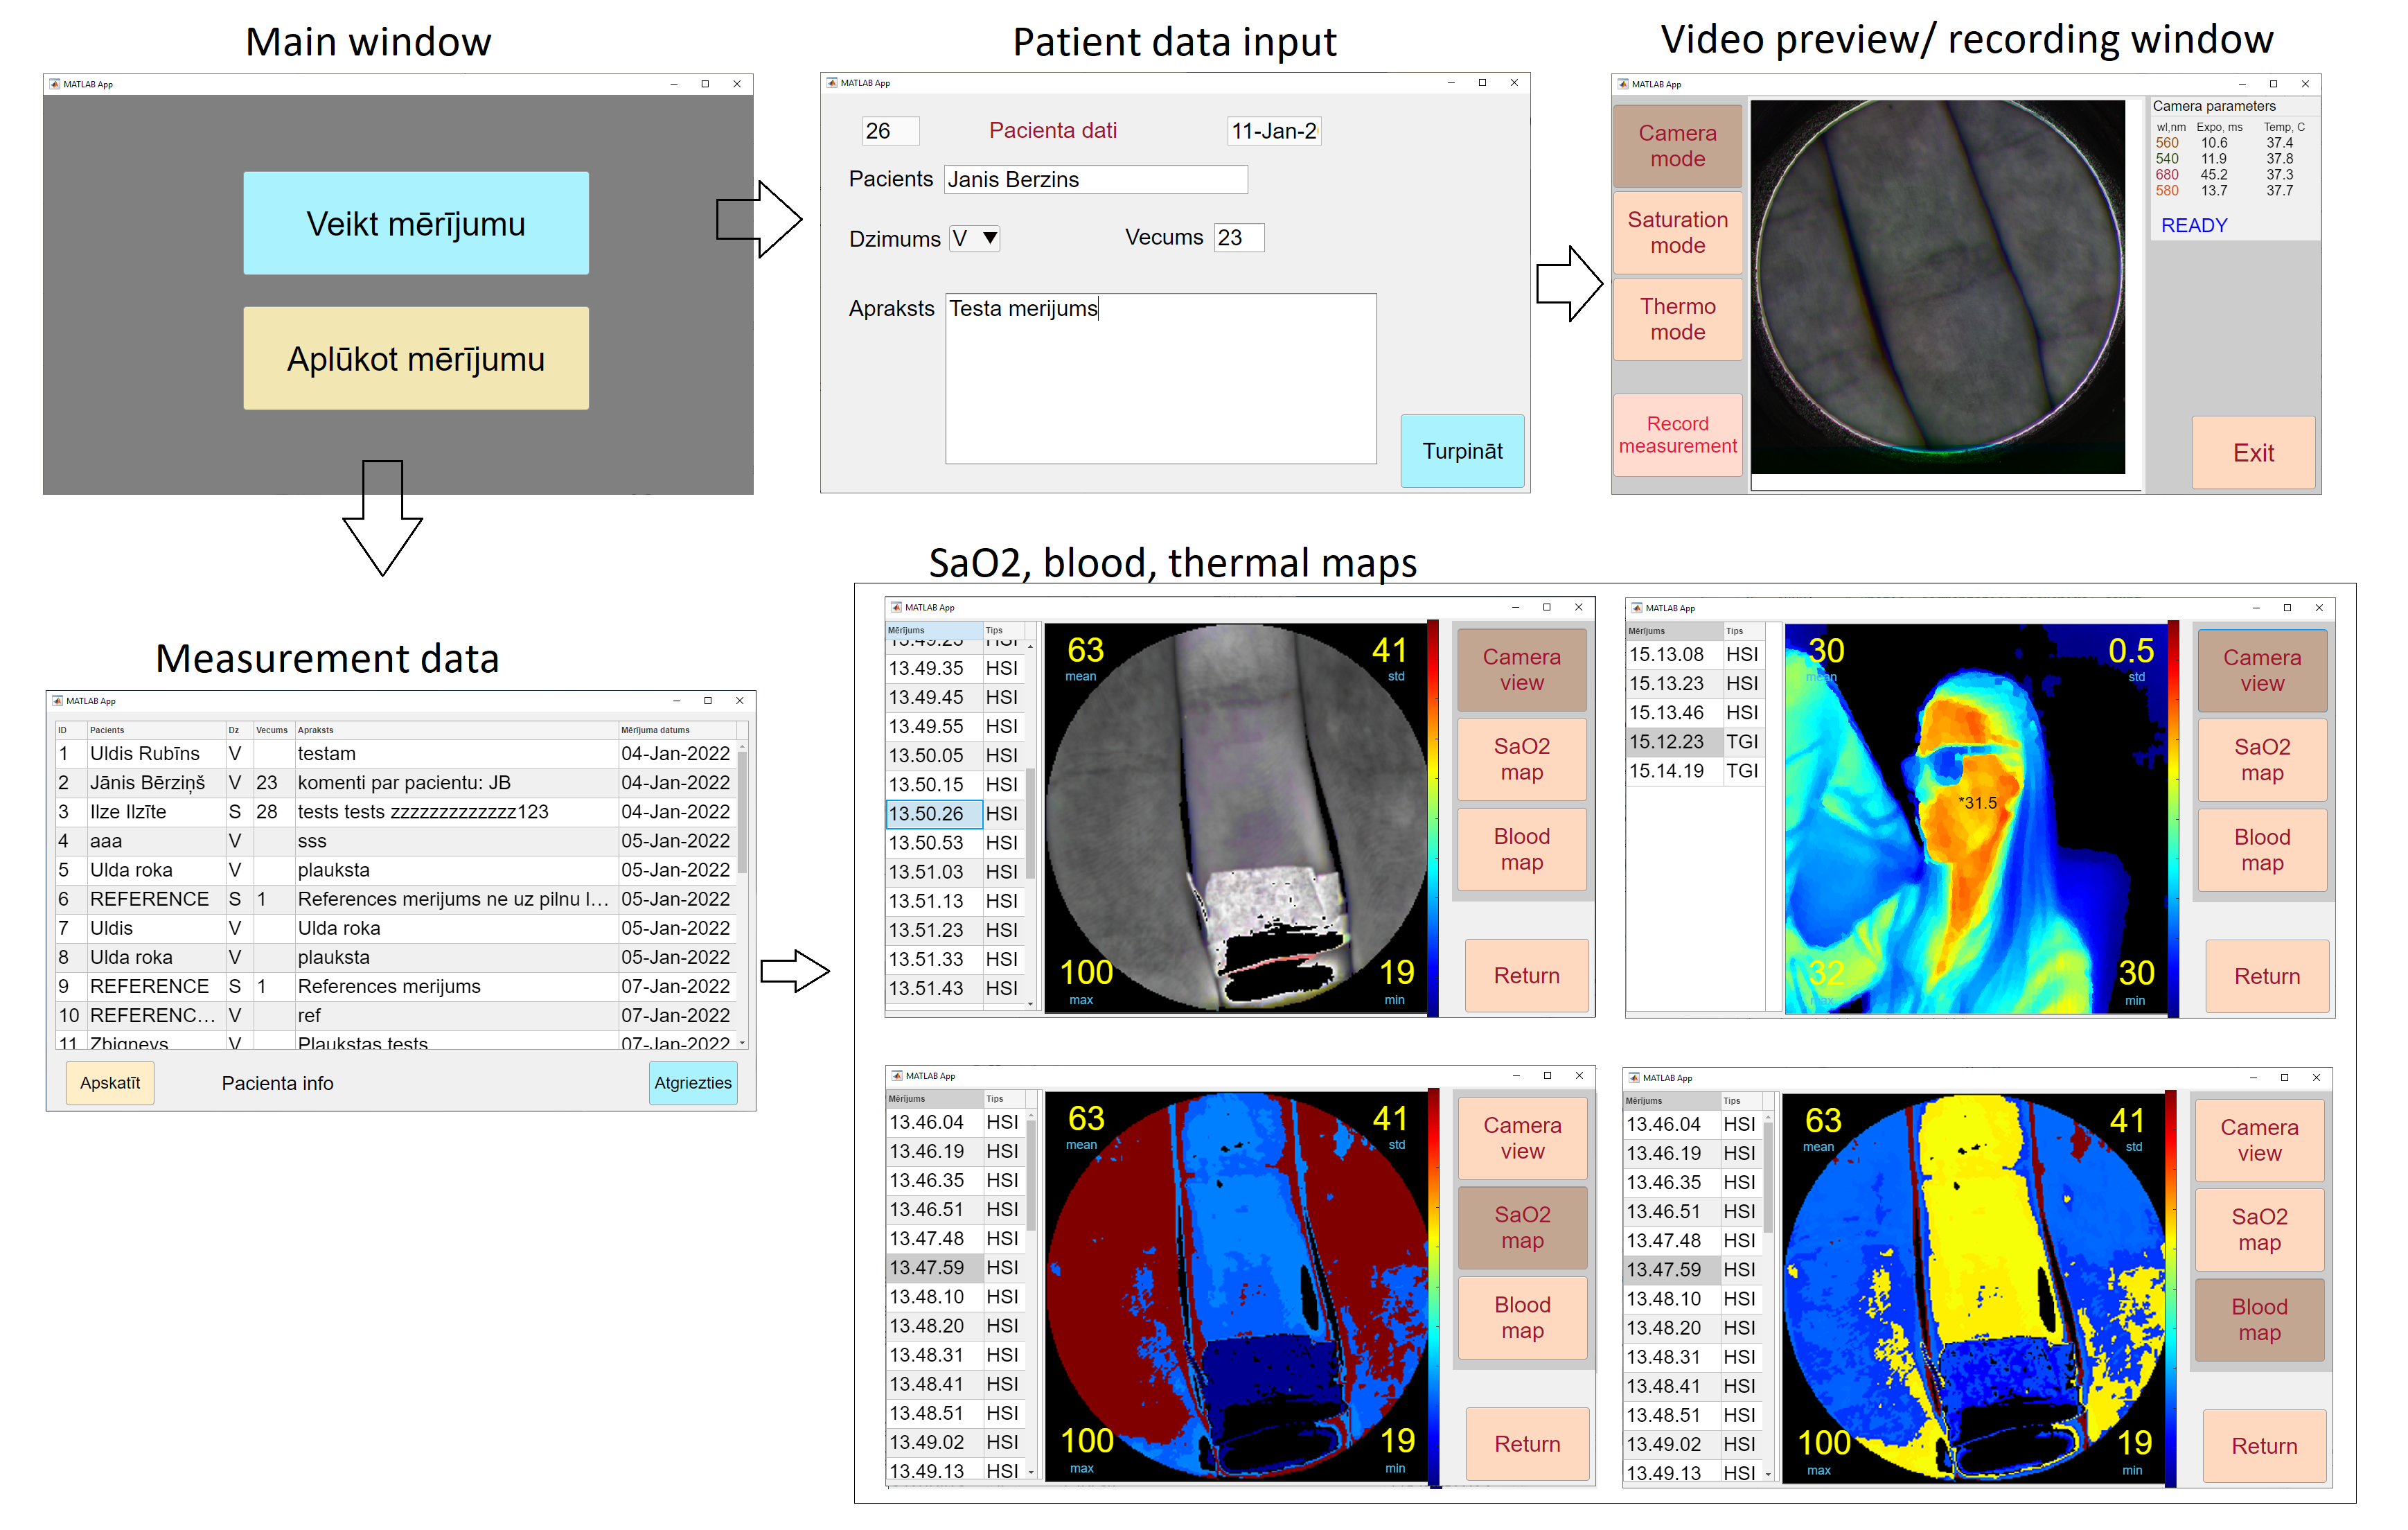 Main window
MATLAB App
Veikt mērījumu
Aplūkot mērījumu
Patient data input
MATLAB App
26 Pacienta dati 11-Jan-2
Pacients Janis Berzins
Dzimums V Vecums 23
Apraksts Testa merijums
Turpināt
Video preview/ recording window
MATLAB App
Camera
mode
Saturation
mode
Thermo
mode
Record
measurement
Camera parameters
wl,nm Expo, ms Temp, C
560 10.6 37.4
540 11.9 37.8
680 45.2 37.3
580 13.7 37.7
READY
Exit
Measurement data
MATLAB App
ID Pacients Dz Vecums Apraksts Mērījuma datums
1 Uldis Rubīns V testam 04-Jan-2022
2 Jānis Bērziņš V 23 komenti par pacientu: JB 04-Jan-2022
3 Ilze Ilzīte S 28 tests tests zzzzzzzzzzzzz123 04-Jan-2022
4 aaa V sss 05-Jan-2022
5 Ulda roka V plauksta 05-Jan-2022
6 REFERENCE S 1 References merijums ne uz pilnu l... 05-Jan-2022
7 Uldis V Ulda roka 05-Jan-2022
8 Ulda roka V plauksta 05-Jan-2022
9 REFERENCE S 1 References merijums 07-Jan-2022
10 REFERENC... V ref 07-Jan-2022
11 Zbignevs V Plaukstas tests 07-Jan-2022
Apskatīt Pacienta info Atgriezties
SaO2, blood, thermal maps
MATLAB App
Mērījums Tips
13.49.23 HSI
13.49.35 HSI
13.49.45 HSI
13.49.55 HSI
13.50.05 HSI
13.50.15 HSI
13.50.26 HSI
13.50.53 HSI
13.51.03 HSI
13.51.13 HSI
13.51.23 HSI
13.51.33 HSI
13.51.43 HSI
63 41
mean std
100 19
max min
Camera
view
SaO2
map
Blood
map
Return
MATLAB App
Mērījums Tips
15.13.08 HSI
15.13.23 HSI
15.13.46 HSI
15.12.23 TGI
15.14.19 TGI
30 0.5
mean std
*31.5
32 30
max min
Camera
view
SaO2
map
Blood
map
Return
MATLAB App
Mērījums Tips
13.46.04 HSI
13.46.19 HSI
13.46.35 HSI
13.46.51 HSI
13.47.48 HSI
13.47.59 HSI
13.48.10 HSI
13.48.20 HSI
13.48.31 HSI
13.48.41 HSI
13.48.51 HSI
13.49.02 HSI
13.49.13 HSI
63 41
mean std
100 19
max min
Camera
view
SaO2
map
Blood
map
Return
MATLAB App
Mērījums Tips
13.46.04 HSI
13.46.19 HSI
13.46.35 HSI
13.46.51 HSI
13.47.48 HSI
13.47.59 HSI
13.48.10 HSI
13.48.20 HSI
13.48.31 HSI
13.48.41 HSI
13.48.51 HSI
13.49.02 HSI
13.49.13 HSI
63 41
mean std
100 19
max min
Camera
view
SaO2
map
Blood
map
Return